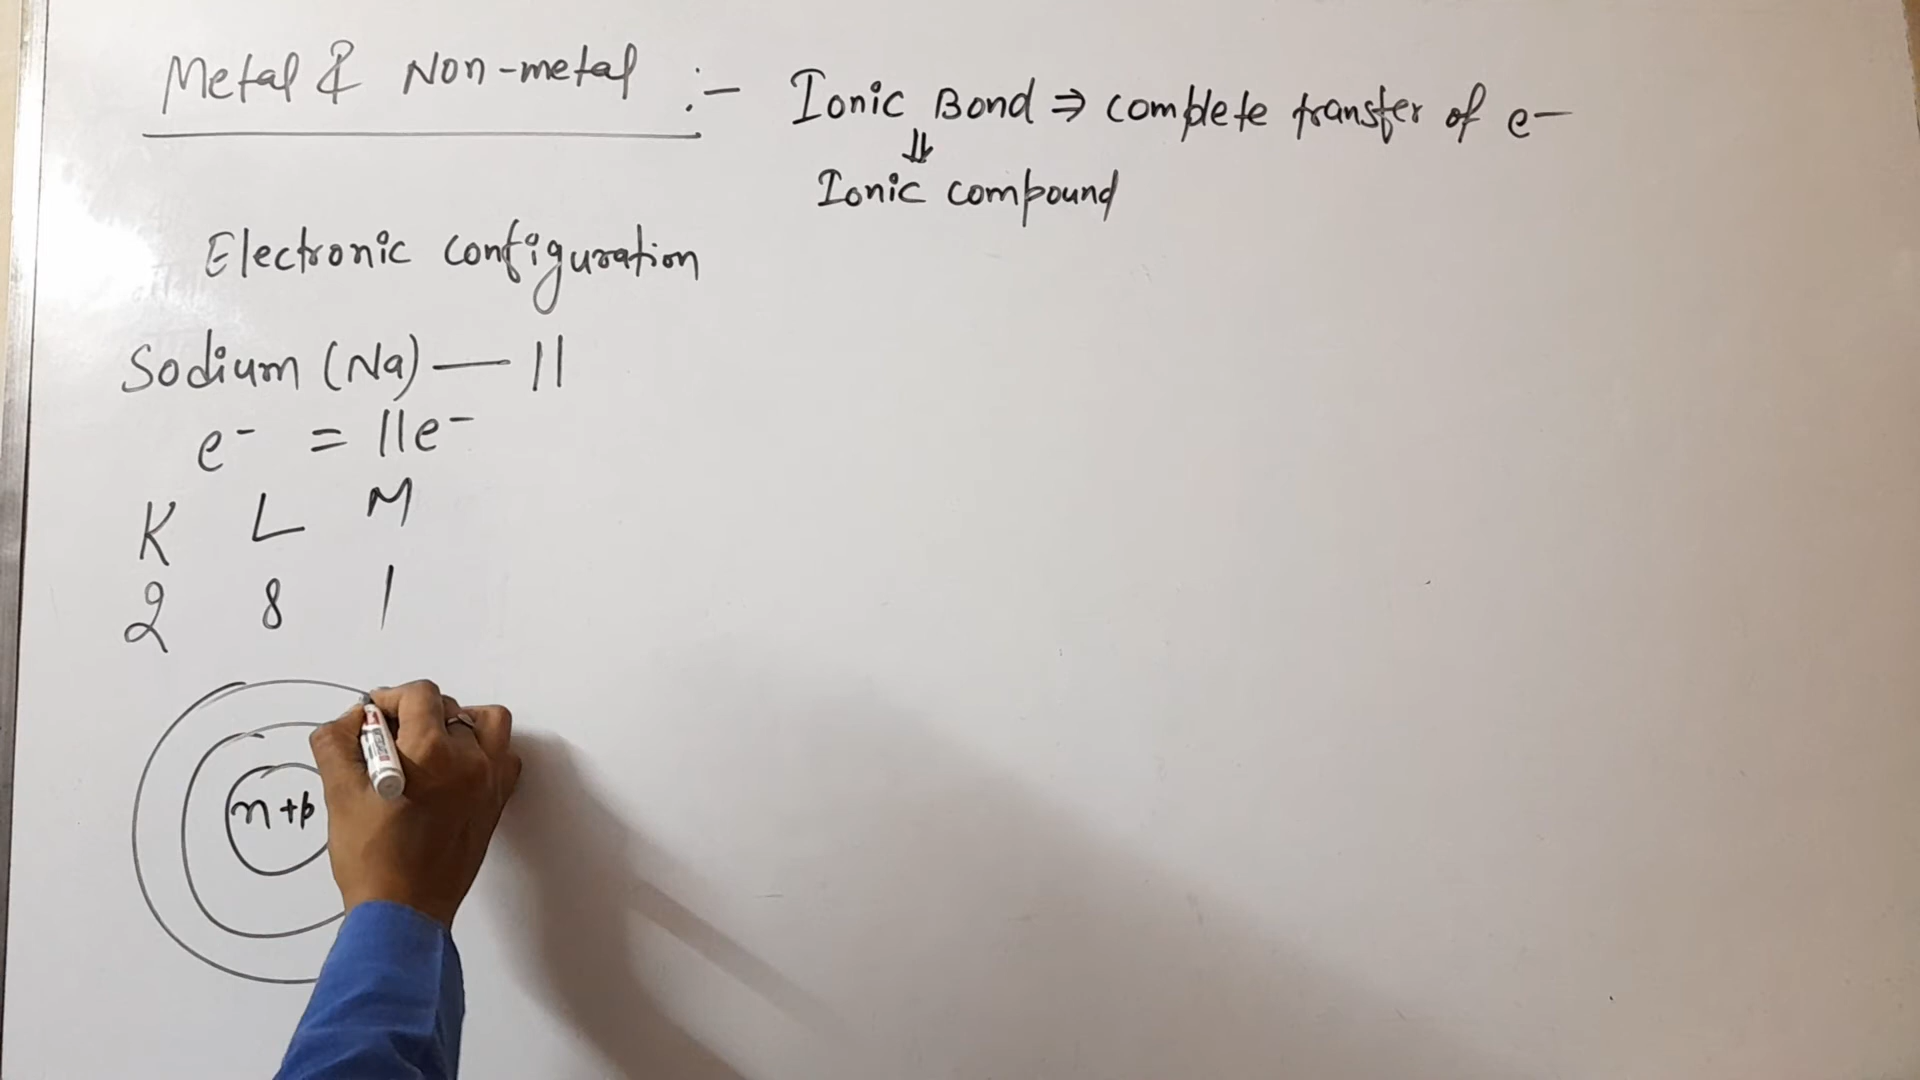 Metal & Non-metal :- Ionic Bond ⇒ complete transfer of e-
⇓
Ionic compound
Electronic configuration
Sodium (Na) — 11
e- = 11e-
K L M
2 8 1
n+p